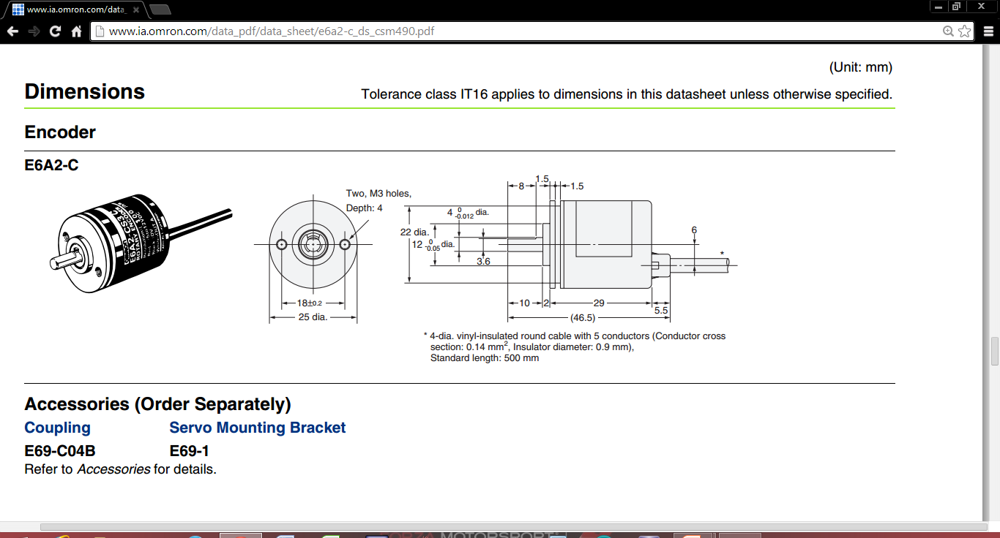 www.ia.omron.com/data_
www.ia.omron.com/data_pdf/data_sheet/e6a2-c_ds_csm490.pdf
(Unit: mm)
Dimensions
Tolerance class IT16 applies to dimensions in this datasheet unless otherwise specified.
Encoder
E6A2-C
E6A2-CS3C
Two, M3 holes,
Depth: 4
18±0.2
25 dia.
1.5
8
1.5
4 0 -0.012 dia.
22 dia.
12 0 -0.05 dia.
3.6
6
*
10
2
29
5.5
(46.5)
* 4-dia. vinyl-insulated round cable with 5 conductors (Conductor cross
section: 0.14 mm², Insulator diameter: 0.9 mm),
Standard length: 500 mm
Accessories (Order Separately)
Coupling
Servo Mounting Bracket
E69-C04B
E69-1
Refer to Accessories for details.
MOTORSPORT